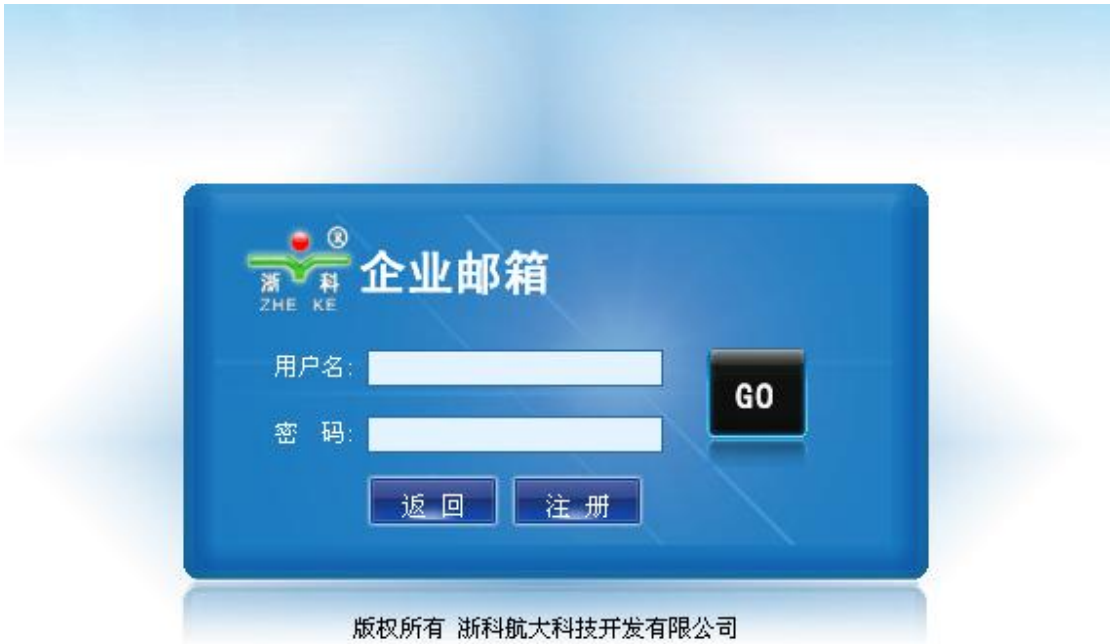 ®
浙 科
ZHE KE
企业邮箱
用户名:
GO
密 码:
返 回 注 册
版权所有 浙科航大科技开发有限公司